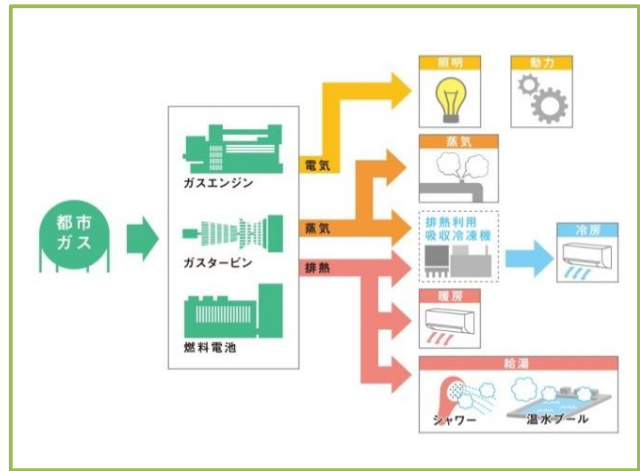 都市
ガス
ガスエンジン
ガスタービン
燃料電池
電気
蒸気
排熱
照明
動力
蒸気
排熱利用
吸収冷凍機
冷房
暖房
給湯
シャワー
温水プール